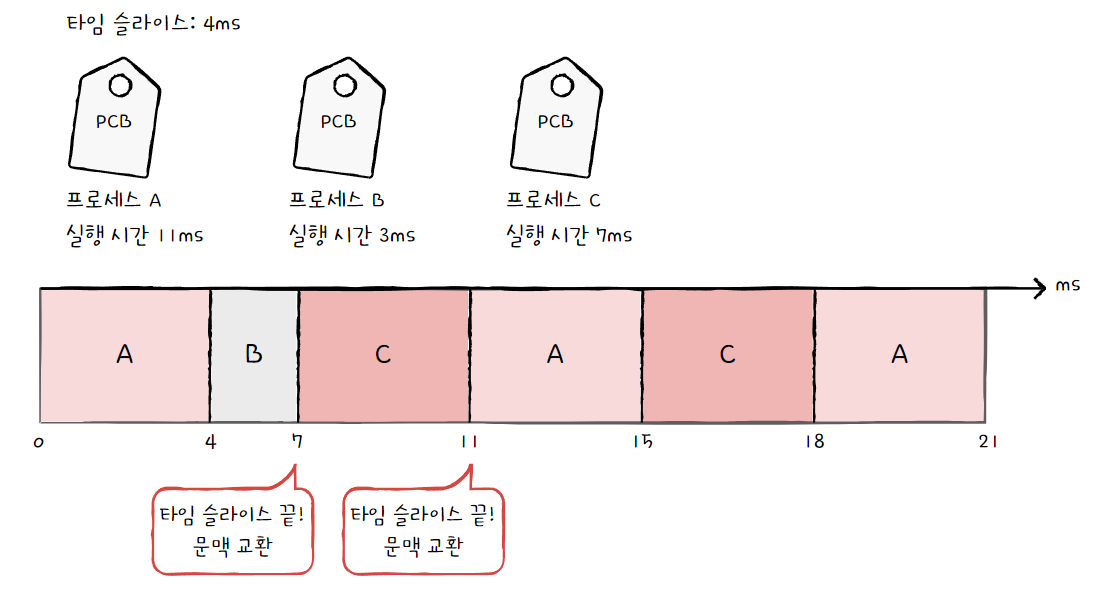 타임 슬라이스: 4ms
PCB
PCB
PCB
프로세스 A
프로세스 B
프로세스 C
실행 시간 11ms
실행 시간 3ms
실행 시간 7ms
ms
A
B
C
A
C
A
0
4
7
11
15
18
21
타임 슬라이스 끝!
문맥 교환
타임 슬라이스 끝!
문맥 교환